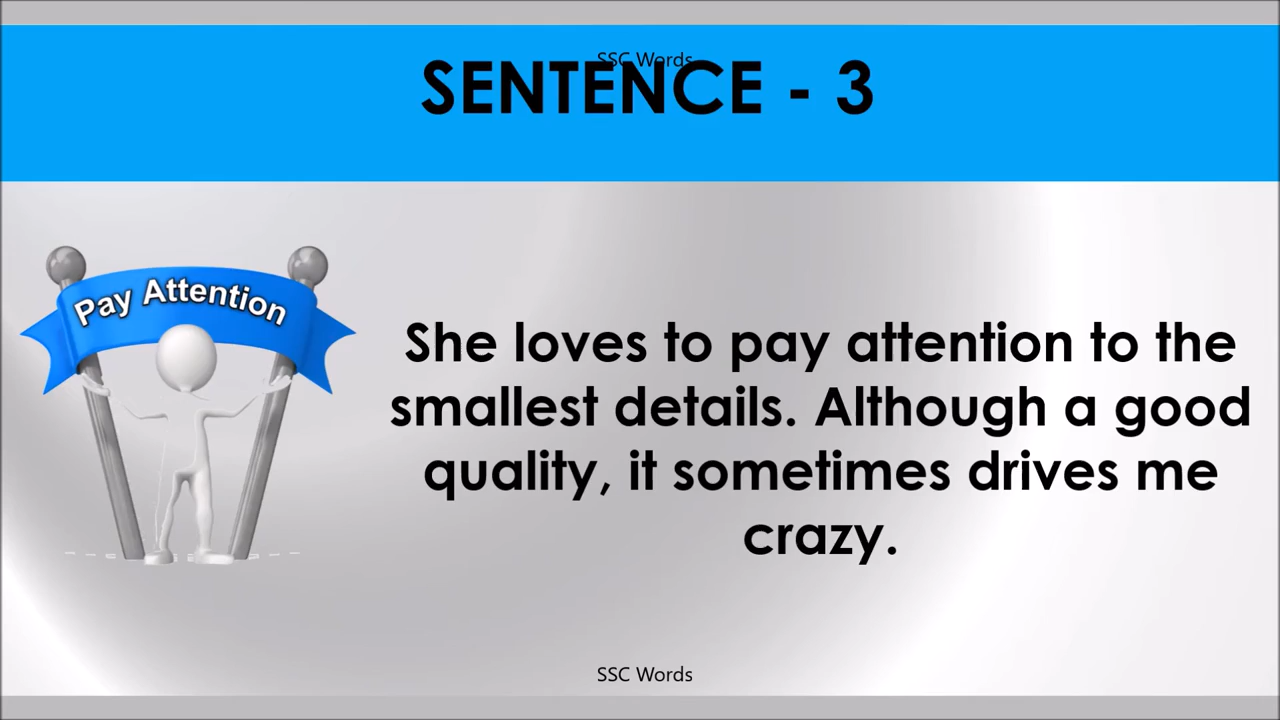 SSC Words
SENTENCE - 3
Pay Attention
She loves to pay attention to the
smallest details. Although a good
quality, it sometimes drives me
crazy.
SSC Words